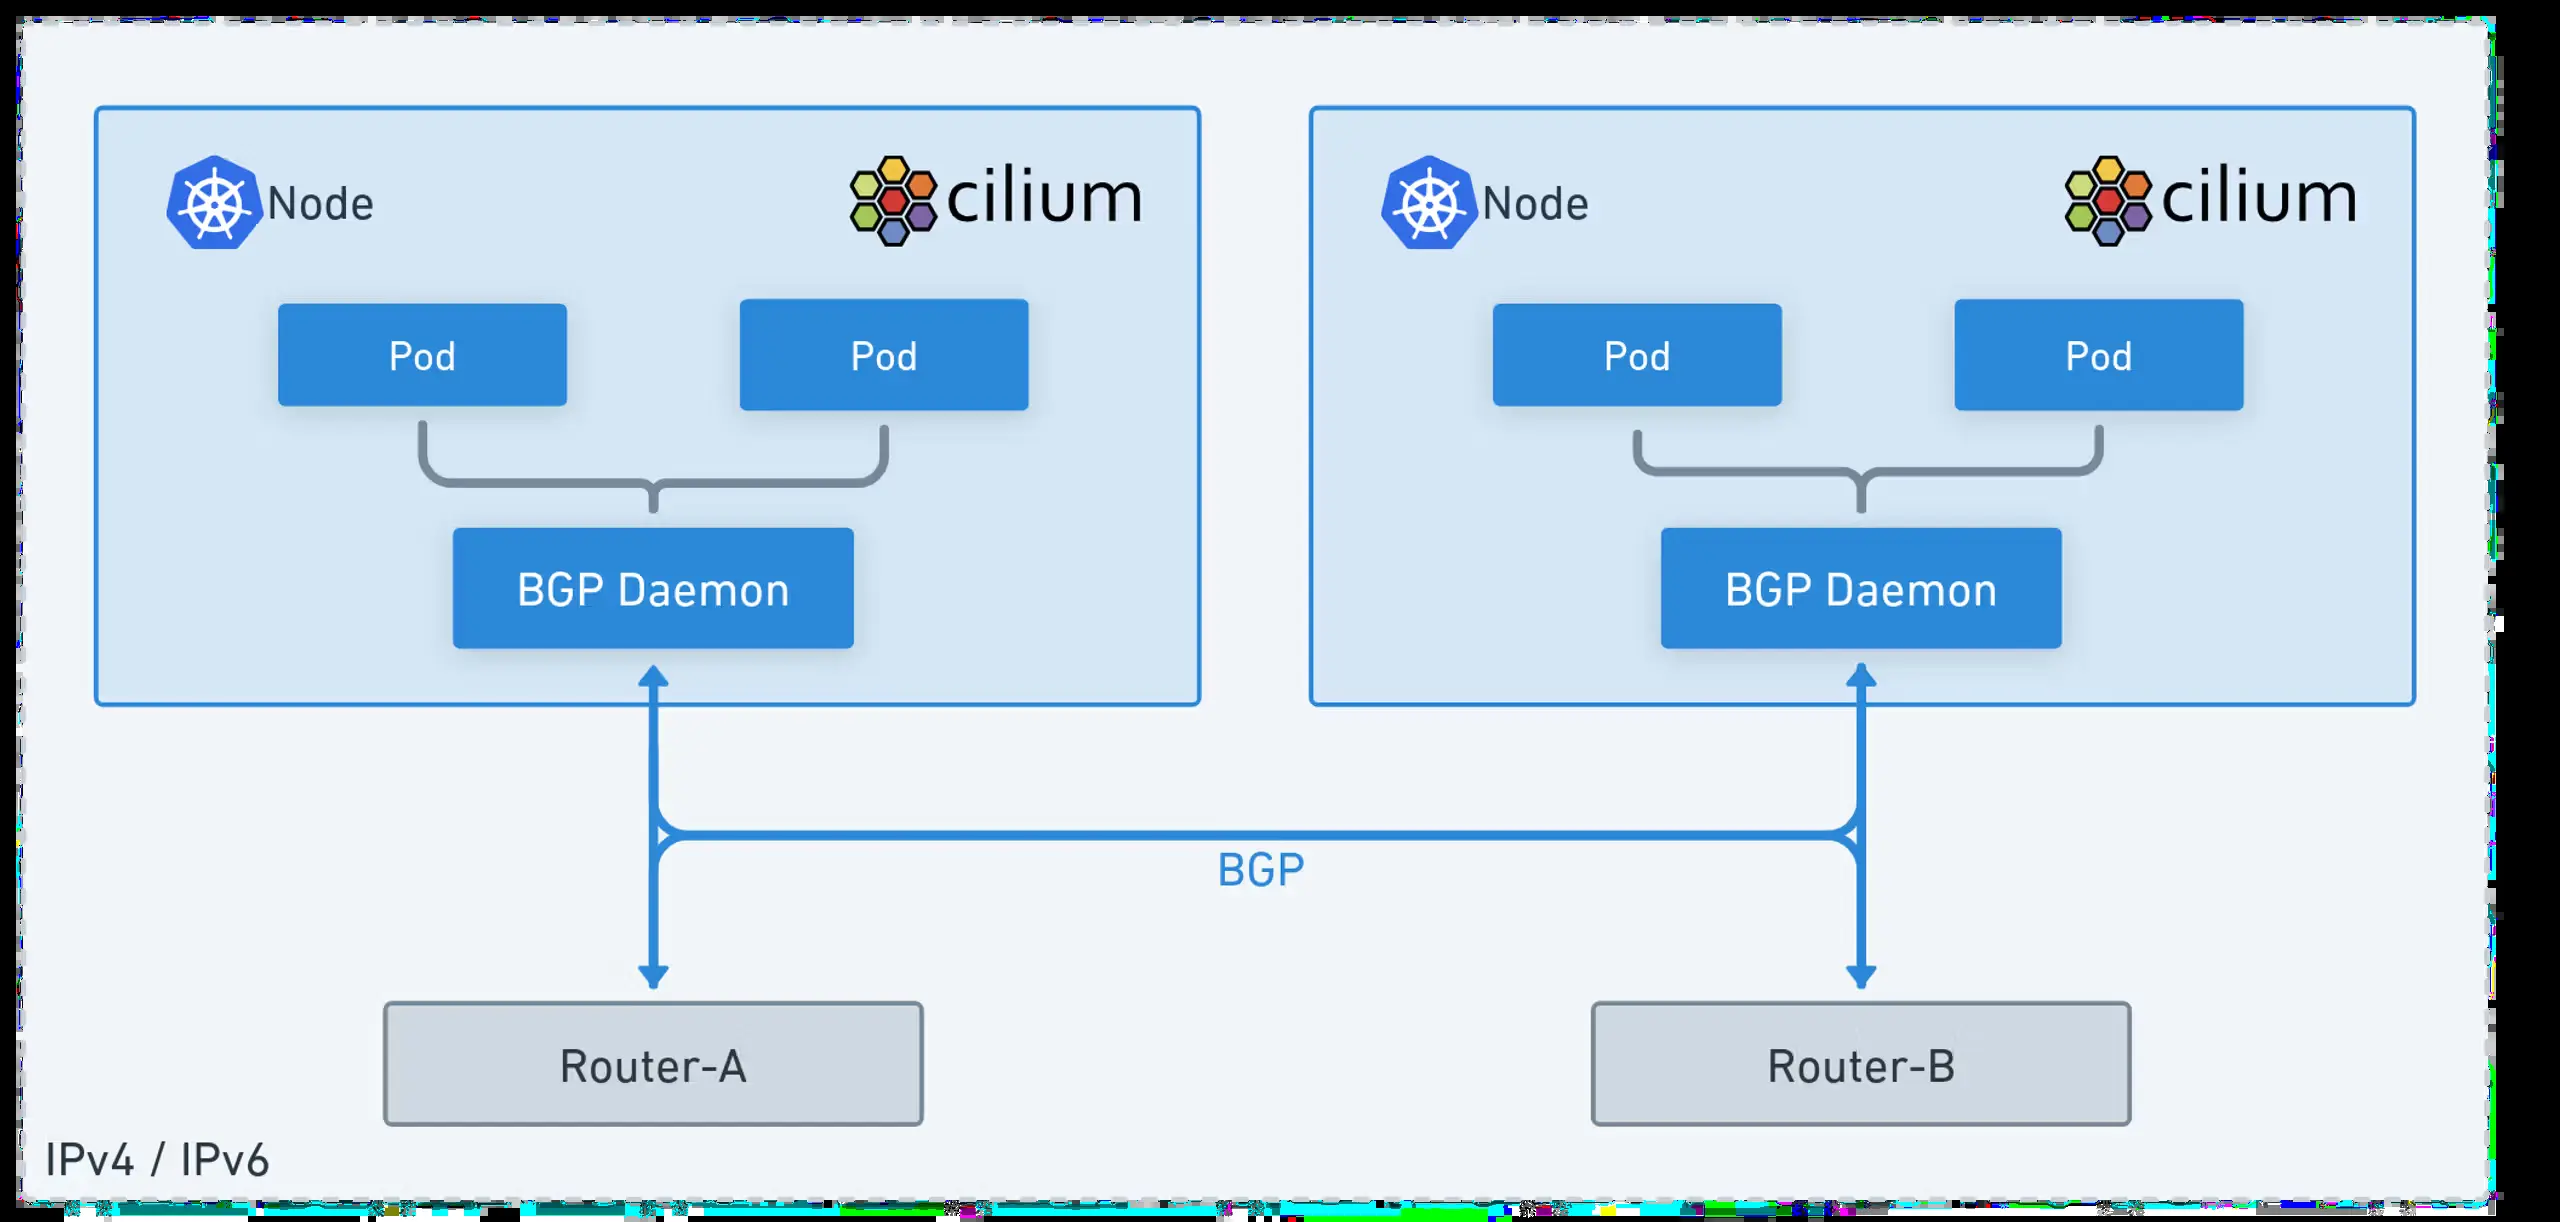 Node
cilium
Node
cilium
Pod
Pod
Pod
Pod
BGP Daemon
BGP Daemon
BGP
Router-A
Router-B
IPv4 / IPv6